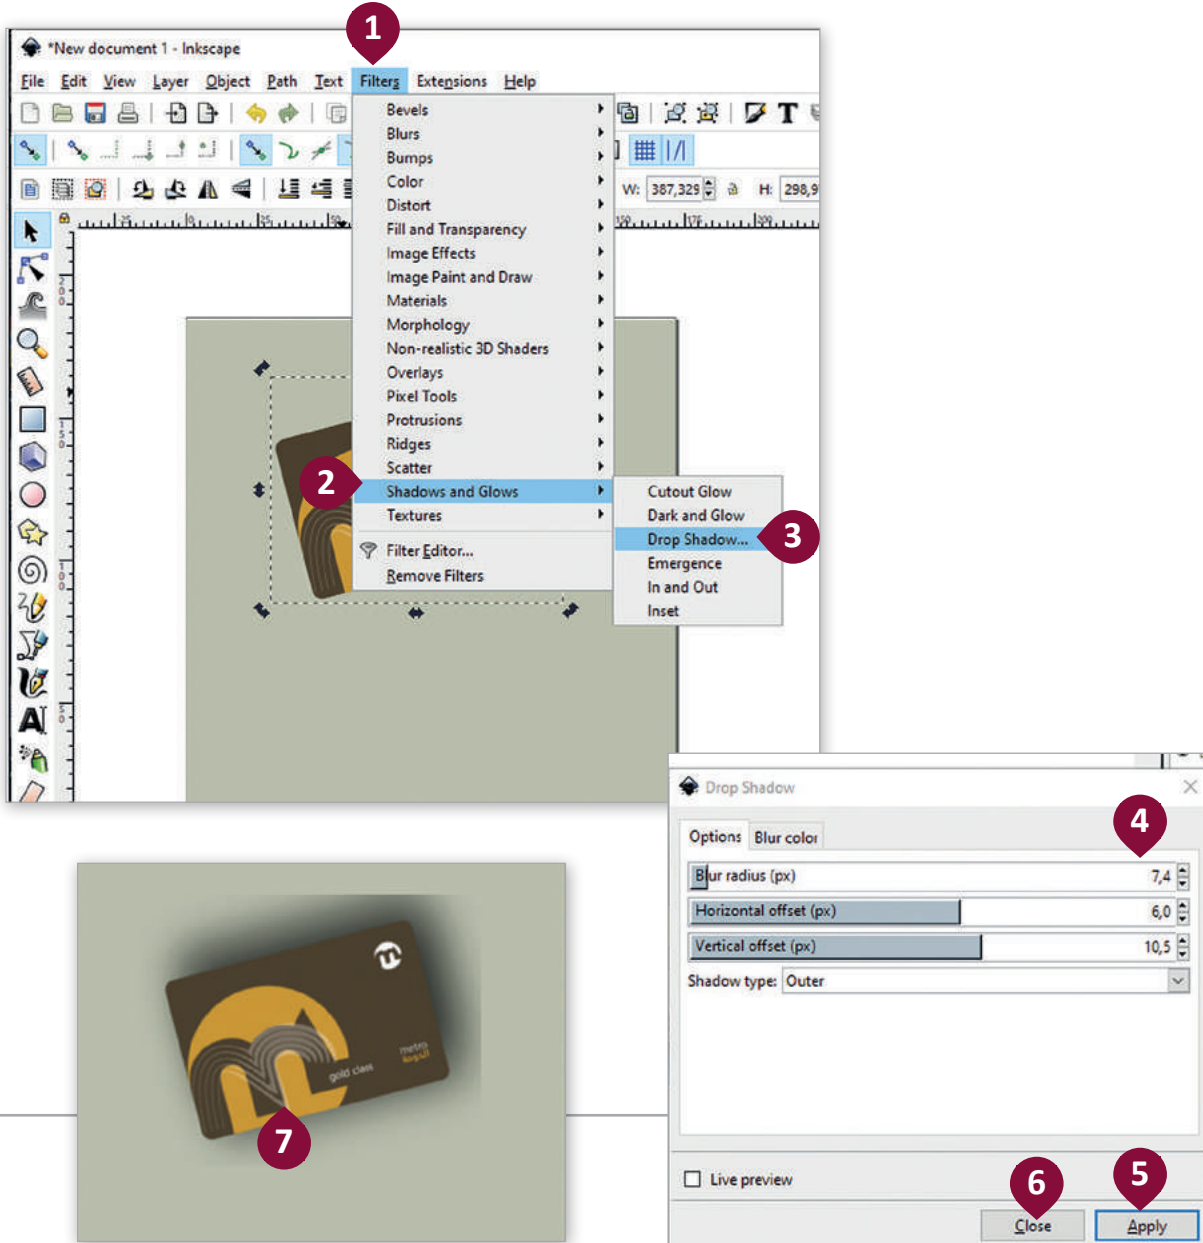 1
*New document 1 - Inkscape
File Edit View Layer Object Path Text Filters Extensions Help
W: 387,329 H: 298,9
Bevels
Blurs
Bumps
Color
Distort
Fill and Transparency
Image Effects
Image Paint and Draw
Materials
Morphology
Non-realistic 3D Shaders
Overlays
Pixel Tools
Protrusions
Ridges
Scatter
2
Shadows and Glows
Textures
Filter Editor...
Remove Filters
Cutout Glow
Dark and Glow
Drop Shadow...
3
Emergence
In and Out
Inset
Drop Shadow
4
Options Blur color
Blur radius (px) 7,4
Horizontal offset (px) 6,0
Vertical offset (px) 10,5
Shadow type: Outer
Live preview
6
5
Close Apply
metro
gold class
7